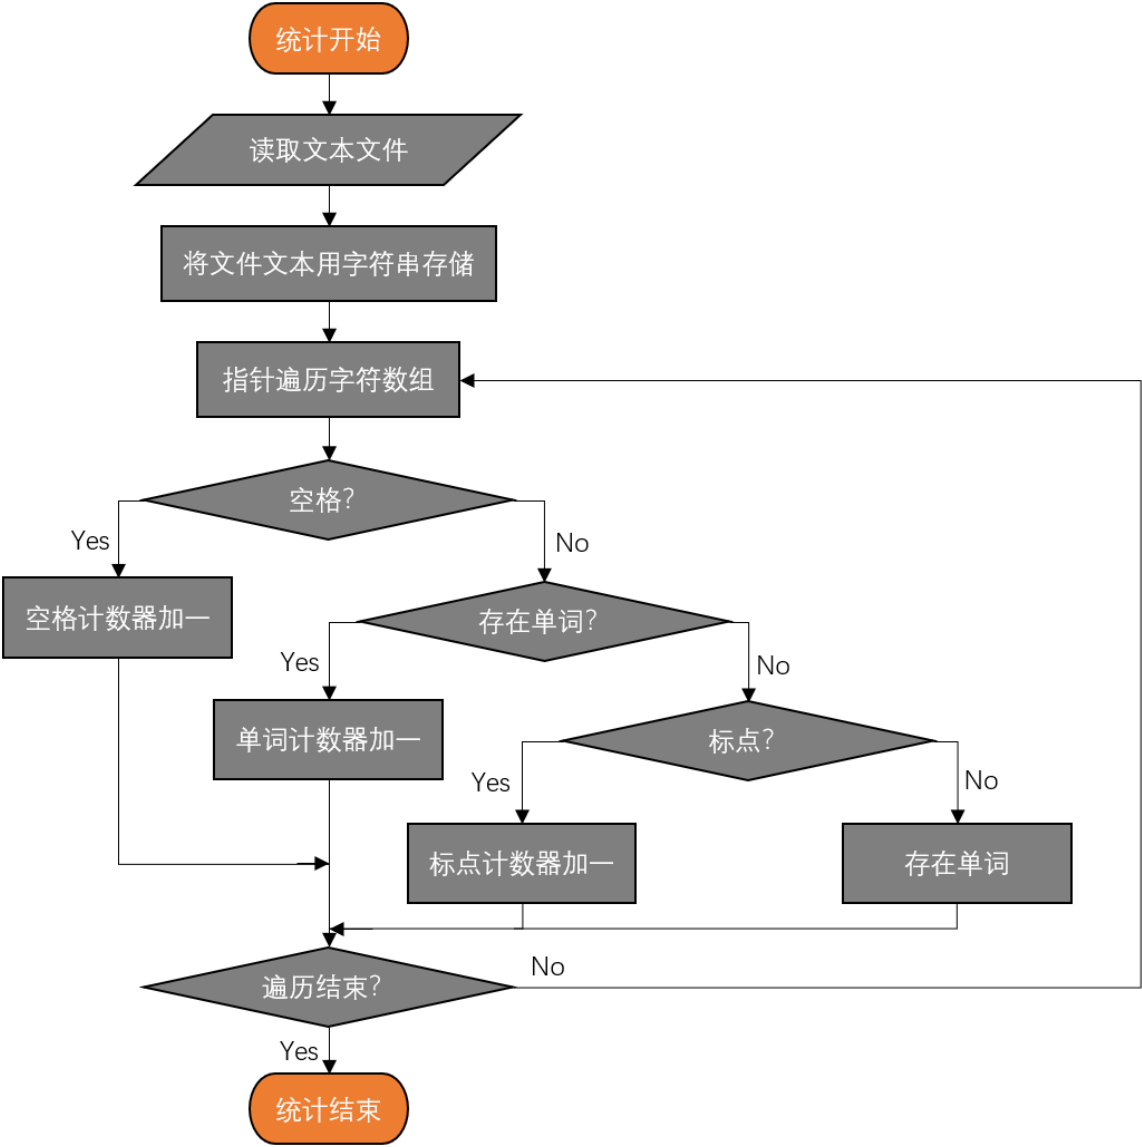 统计开始
读取文本文件
将文件文本用字符串存储
指针遍历字符数组
空格?
Yes
No
空格计数器加一
存在单词?
Yes
No
单词计数器加一
标点?
Yes
No
标点计数器加一
存在单词
遍历结束?
No
Yes
统计结束